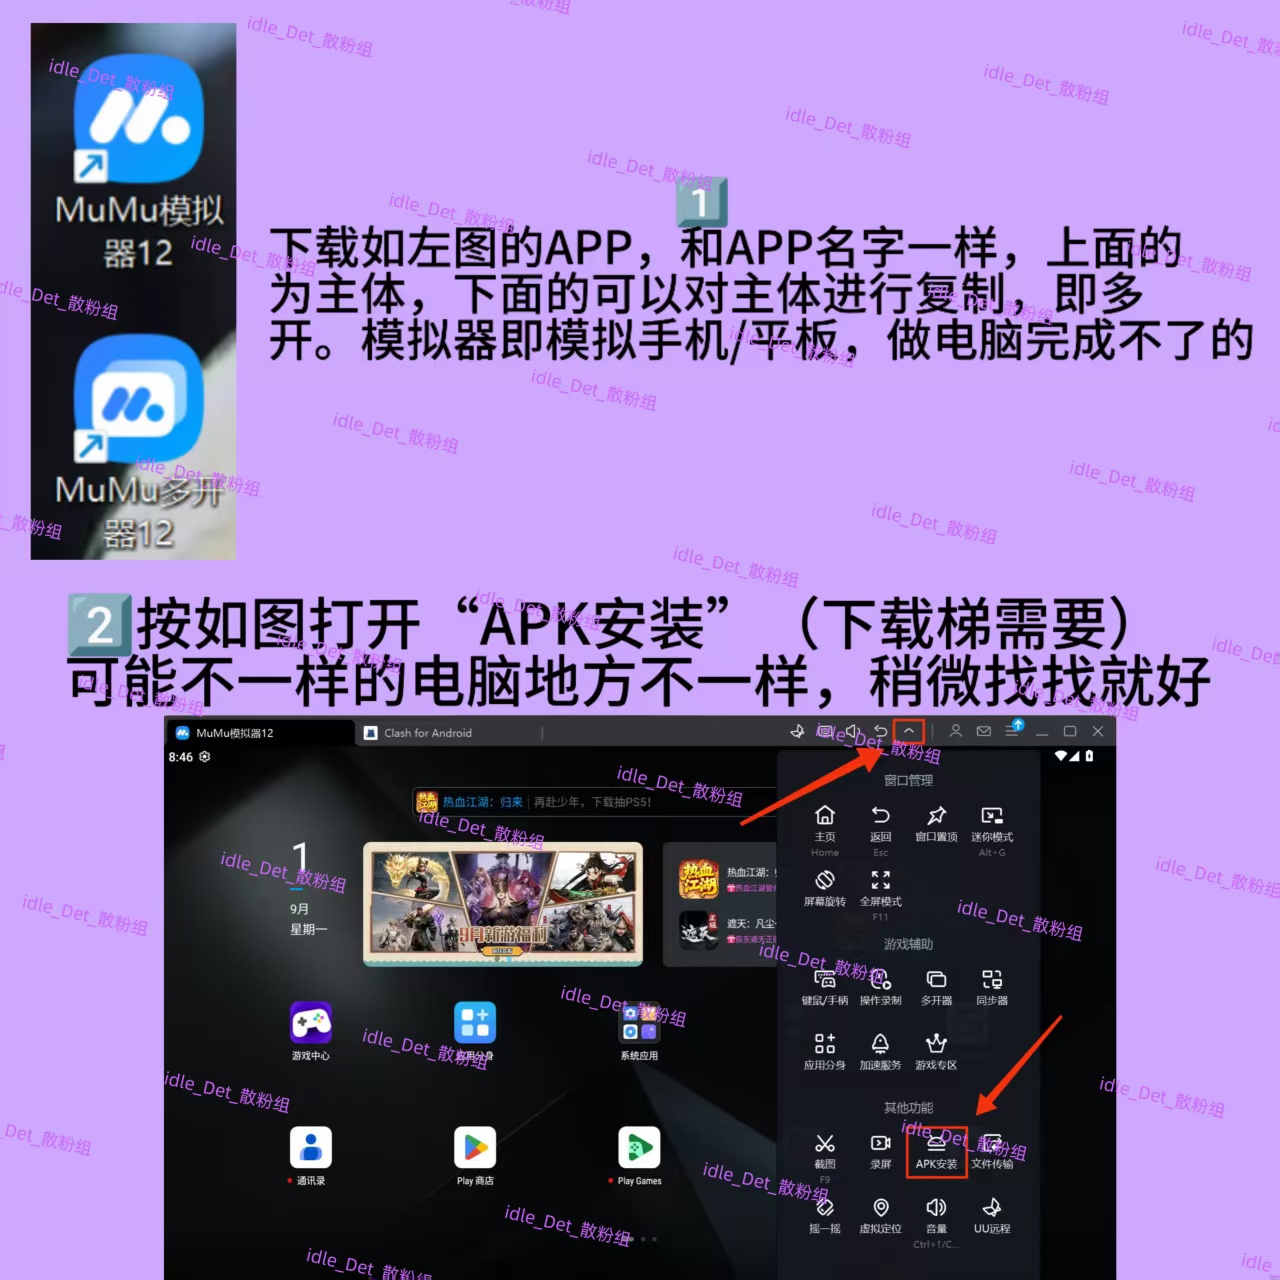 MuMu模拟
器12
MuMu多开
器12
1
下载如左图的APP，和APP名字一样，上面的
为主体，下面的可以对主体进行复制，即多
开。模拟器即模拟手机/平板，做电脑完成不了的
2按如图打开“APK安装”（下载梯需要）
可能不一样的电脑地方不一样，稍微找找就好
MuMu模拟器12
Clash for Android
8:46
热血江湖：归来 再赴少年，下载抽PS5！
1
9月
星期一
9月新游福利
热血江湖
热血江湖：
遮天
正版
遮天：凡尘
游戏中心
应用分身
系统应用
通讯录
Play 商店
Play Games
窗口管理
主页 返回 窗口置顶 迷你模式
Home Esc Alt+G
屏幕旋转 全屏模式
F11
游戏辅助
键鼠/手柄 操作录制 多开器 同步器
应用分身 加速服务 游戏专区
其他功能
截图 录屏 APK安装 文件传输
F9
摇一摇 虚拟定位 音量 UU远程
Ctrl+1/C...
idle_Det_散粉组